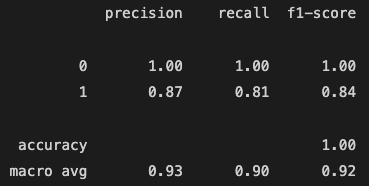 precision recall f1-score
0 1.00 1.00 1.00
1 0.87 0.81 0.84
accuracy 1.00
macro avg 0.93 0.90 0.92